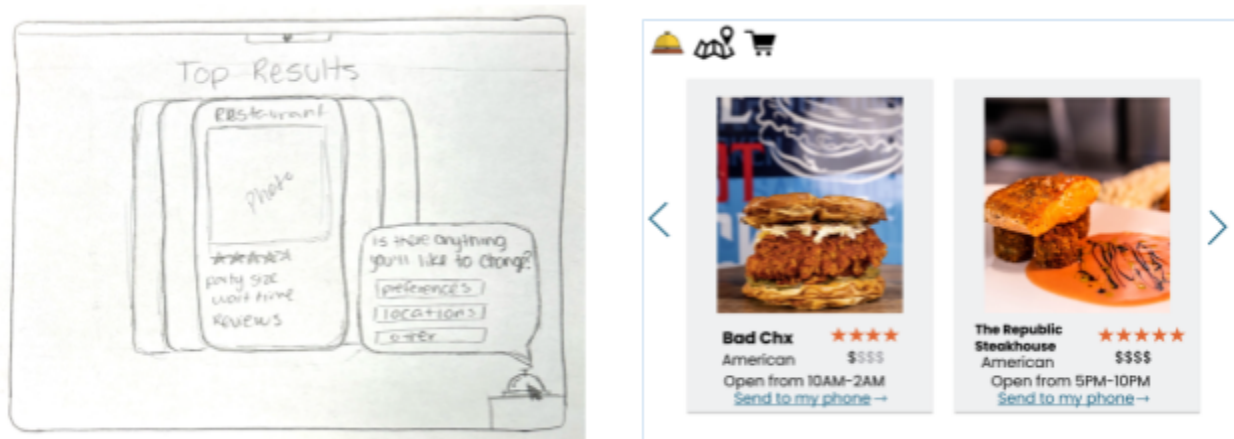 Top Results
Restaurant
photo
party size
wait time
Reviews
Is there anything
you'll like to change?
preferences
locations
other
Bad Chx
American
$$$$
Open from 10AM-2AM
Send to my phone→
The Republic
Steakhouse
American
$$$$
Open from 5PM-10PM
Send to my phone→